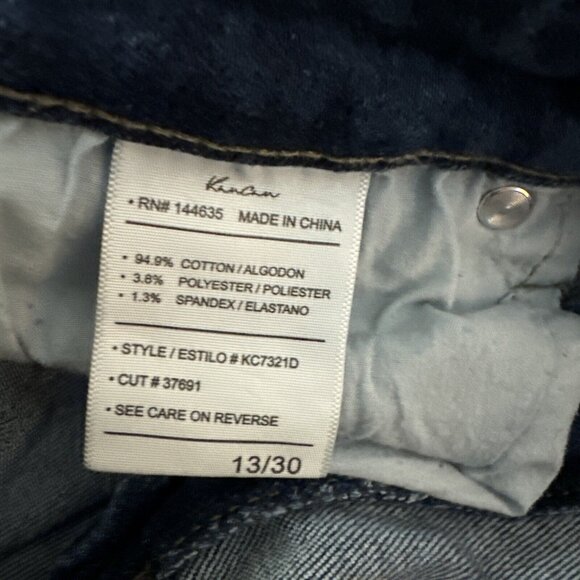 KanCan
• RN# 144635 MADE IN CHINA
• 94.9% COTTON / ALGODON
• 3.8% POLYESTER / POLIESTER
• 1.3% SPANDEX / ELASTANO
• STYLE / ESTILO # KC7321D
• CUT # 37691
• SEE CARE ON REVERSE
13/30